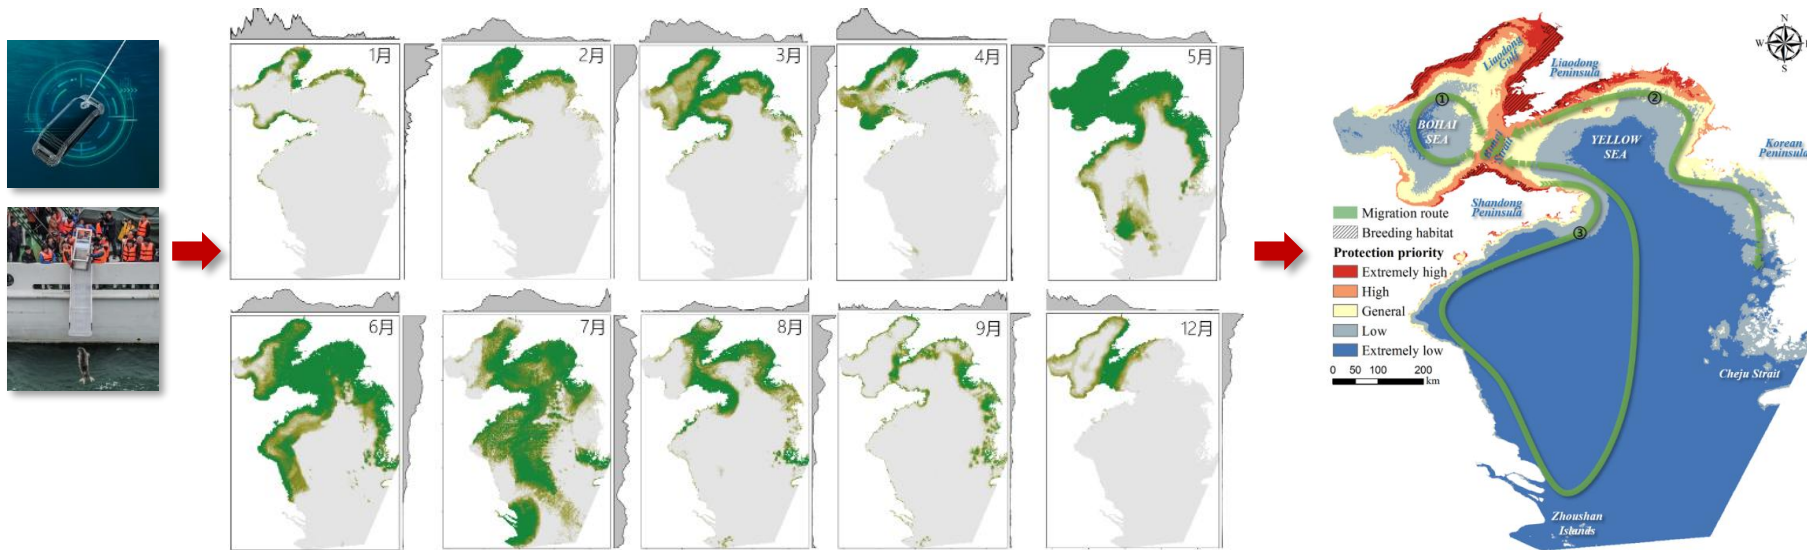 1月
2月
3月
4月
5月
6月
7月
8月
9月
12月
N
W
E
S
Liaodong
Gulf
Liaodong
Peninsula
①
②
BOHAI
SEA
Bohai
Strait
YELLOW
SEA
Korean
Peninsula
Shandong
Peninsula
③
Migration route
Breeding habitat
Protection priority
Extremely high
High
General
Low
Extremely low
0 50 100 200
km
Cheju Strait
Zhoushan
Islands